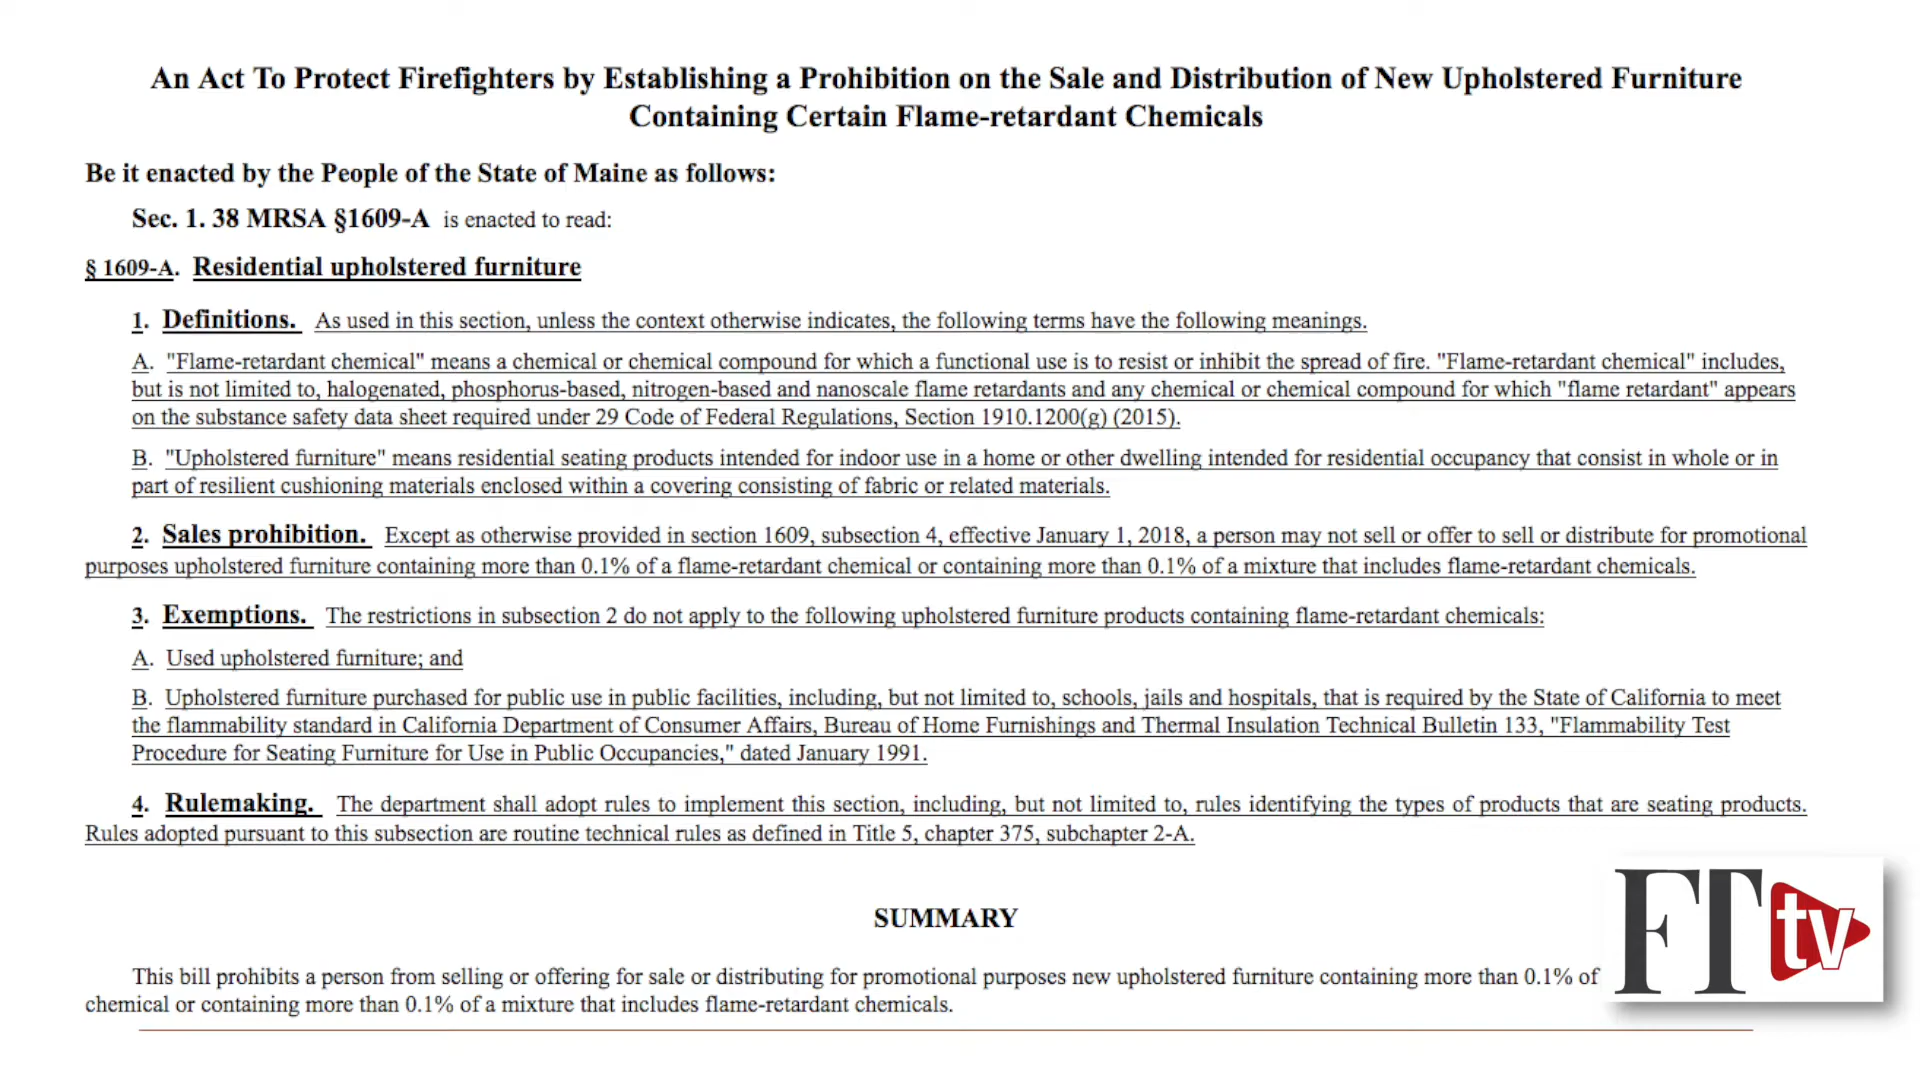 An Act To Protect Firefighters by Establishing a Prohibition on the Sale and Distribution of New Upholstered Furniture
Containing Certain Flame-retardant Chemicals
Be it enacted by the People of the State of Maine as follows:
Sec. 1. 38 MRSA §1609-A is enacted to read:
§ 1609-A. Residential upholstered furniture
1. Definitions. As used in this section, unless the context otherwise indicates, the following terms have the following meanings.
A. "Flame-retardant chemical" means a chemical or chemical compound for which a functional use is to resist or inhibit the spread of fire. "Flame-retardant chemical" includes,
but is not limited to, halogenated, phosphorus-based, nitrogen-based and nanoscale flame retardants and any chemical or chemical compound for which "flame retardant" appears
on the substance safety data sheet required under 29 Code of Federal Regulations, Section 1910.1200(g) (2015).
B. "Upholstered furniture" means residential seating products intended for indoor use in a home or other dwelling intended for residential occupancy that consist in whole or in
part of resilient cushioning materials enclosed within a covering consisting of fabric or related materials.
2. Sales prohibition. Except as otherwise provided in section 1609, subsection 4, effective January 1, 2018, a person may not sell or offer to sell or distribute for promotional
purposes upholstered furniture containing more than 0.1% of a flame-retardant chemical or containing more than 0.1% of a mixture that includes flame-retardant chemicals.
3. Exemptions. The restrictions in subsection 2 do not apply to the following upholstered furniture products containing flame-retardant chemicals:
A. Used upholstered furniture; and
B. Upholstered furniture purchased for public use in public facilities, including, but not limited to, schools, jails and hospitals, that is required by the State of California to meet
the flammability standard in California Department of Consumer Affairs, Bureau of Home Furnishings and Thermal Insulation Technical Bulletin 133, "Flammability Test
Procedure for Seating Furniture for Use in Public Occupancies," dated January 1991.
4. Rulemaking. The department shall adopt rules to implement this section, including, but not limited to, rules identifying the types of products that are seating products.
Rules adopted pursuant to this subsection are routine technical rules as defined in Title 5, chapter 375, subchapter 2-A.
SUMMARY
This bill prohibits a person from selling or offering for sale or distributing for promotional purposes new upholstered furniture containing more than 0.1% of
chemical or containing more than 0.1% of a mixture that includes flame-retardant chemicals.
FT tv